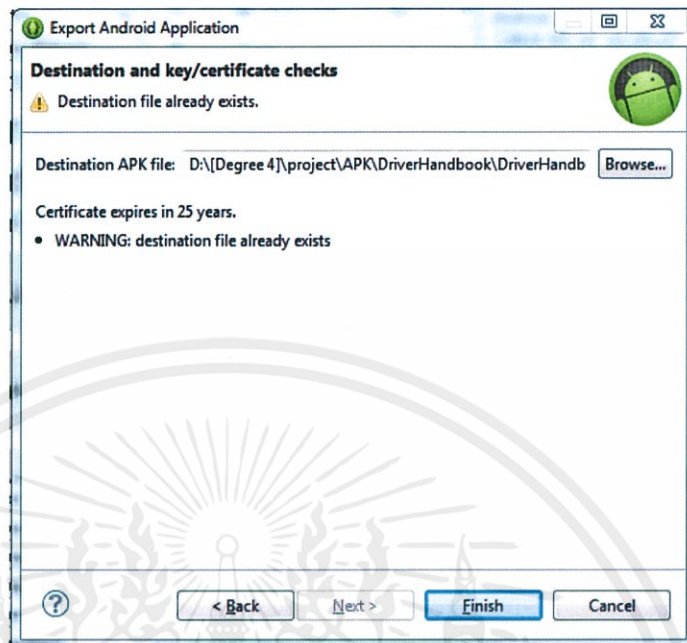 Export Android Application
Destination and key/certificate checks
Destination file already exists.
Destination APK file: D:\[Degree 4]\project\APK\DriverHandbook\DriverHandb Browse...
Certificate expires in 25 years.
• WARNING: destination file already exists
? < Back Next > Finish Cancel